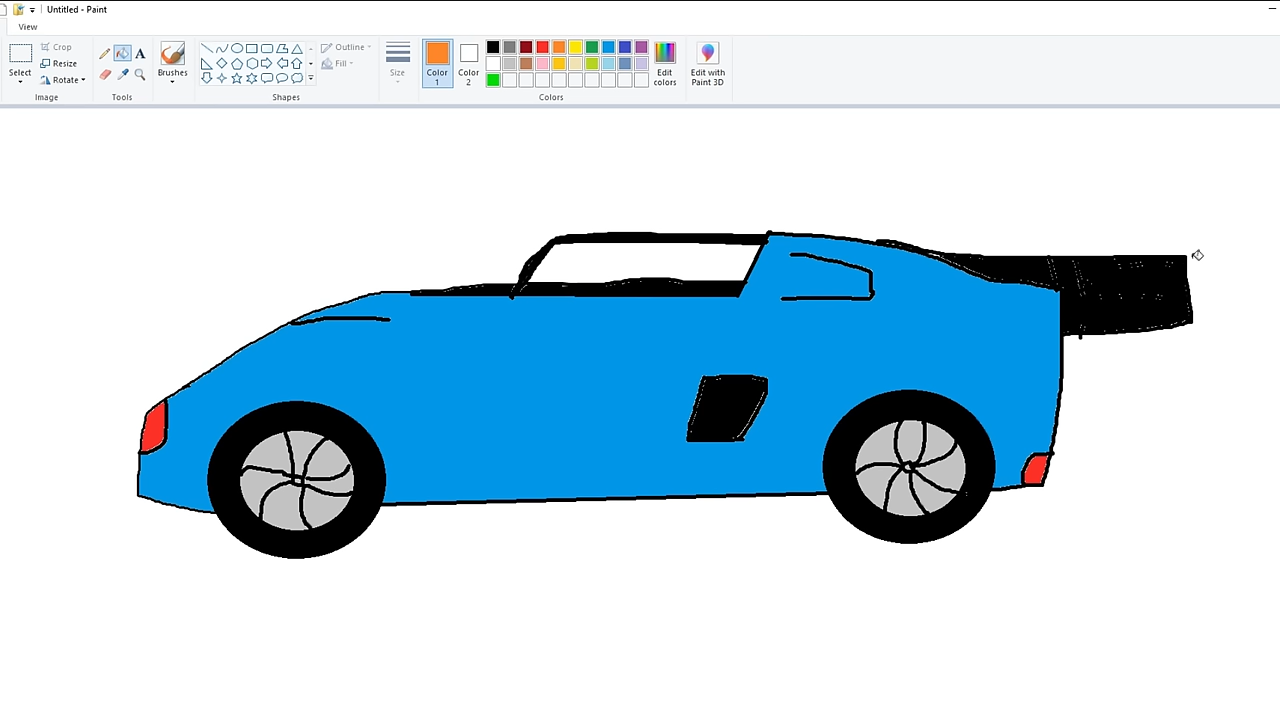 Untitled - Paint
View
Select
Crop
Resize
Rotate
Image
A
Tools
Brushes
Outline
Fill
Shapes
Size
Color
1
Color
2
Colors
Edit
colors
Edit with
Paint 3D